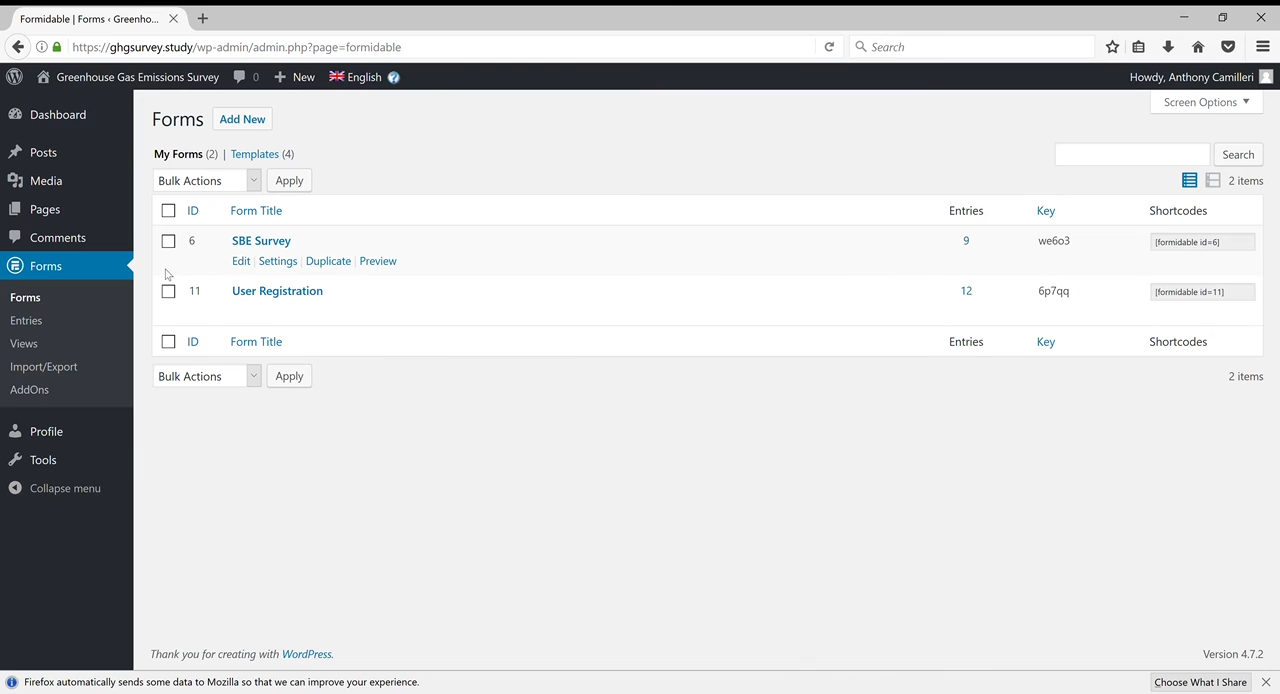 Formidable | Forms ‹ Greenho...
https://ghgsurvey.study/wp-admin/admin.php?page=formidable
Search
Greenhouse Gas Emissions Survey 0 New English
Howdy, Anthony Camilleri
Dashboard
Posts
Media
Pages
Comments
Forms
Forms
Entries
Views
Import/Export
AddOns
Profile
Tools
Collapse menu
Screen Options
Forms Add New
My Forms (2) | Templates (4)
Search
Bulk Actions Apply
2 items
ID Form Title Entries Key Shortcodes
6 SBE Survey 9 we6o3 [formidable id=6]
Edit | Settings | Duplicate | Preview
11 User Registration 12 6p7qq [formidable id=11]
ID Form Title Entries Key Shortcodes
Bulk Actions Apply
2 items
Thank you for creating with WordPress.
Version 4.7.2
Firefox automatically sends some data to Mozilla so that we can improve your experience.
Choose What I Share